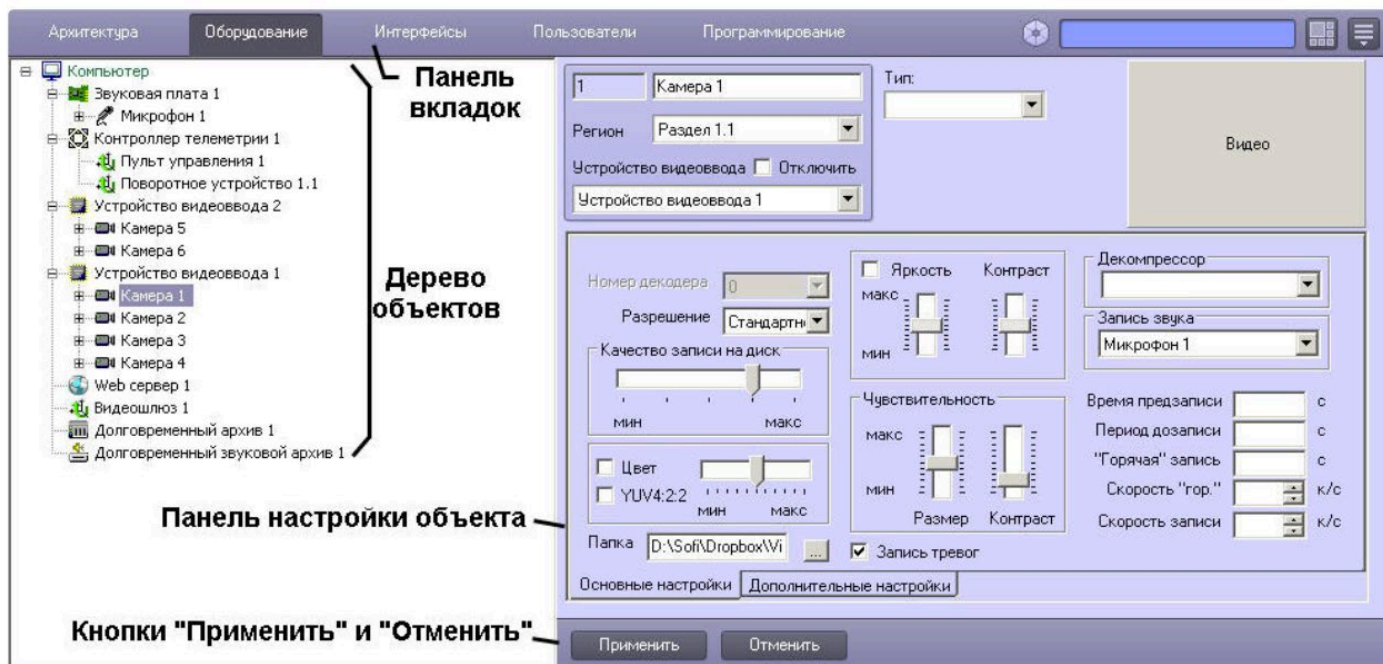 Архитектура Оборудование Интерфейсы Пользователи Программирование
Компьютер
Звуковая плата 1
Микрофон 1
Контроллер телеметрии 1
Пульт управления 1
Поворотное устройство 1.1
Устройство видеоввода 2
Камера 5
Камера 6
Устройство видеоввода 1
Камера 1
Камера 2
Камера 3
Камера 4
Web сервер 1
Видеошлюз 1
Долговременный архив 1
Долговременный звуковой архив 1
Панель
вкладок
Дерево
объектов
Панель настройки объекта
Кнопки "Применить" и "Отменить"
1 Камера 1
Регион Раздел 1.1
Устройство видеоввода Отключить
Устройство видеоввода 1
Тип:
Видео
Номер декодера 0
Разрешение Стандартн
Качество записи на диск
мин макс
Цвет
YUV4:2:2
мин макс
Папка D:\Sofi\Dropbox\Vi ...
Яркость Контраст
макс
мин
Чувствительность
макс
мин
Размер Контраст
Запись тревог
Декомпрессор
Запись звука
Микрофон 1
Время предзаписи с
Период дозаписи с
"Горячая" запись с
Скорость "гор." к/с
Скорость записи к/с
Основные настройки Дополнительные настройки
Применить Отменить